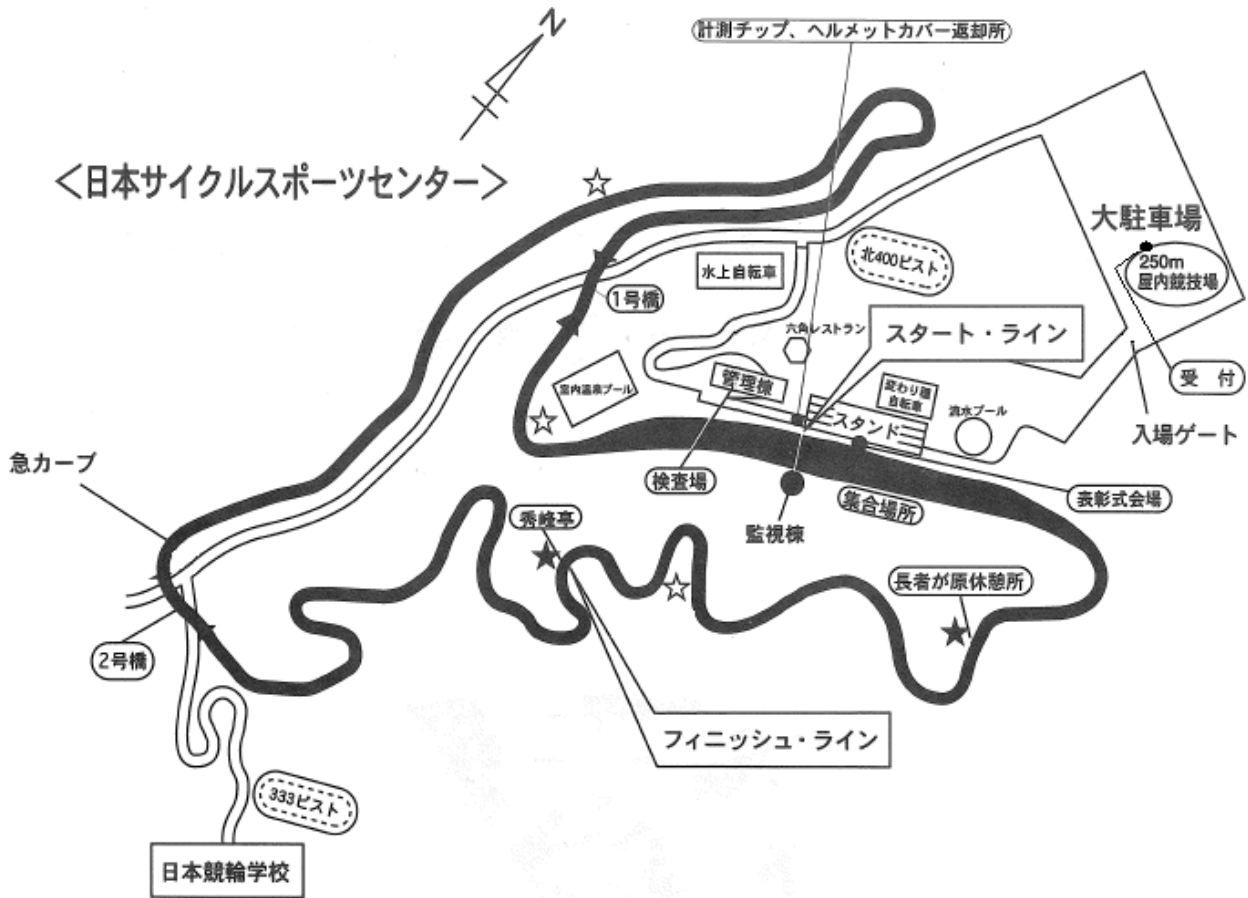 計測チップ、ヘルメットカバー返却所
N
＜日本サイクルスポーツセンター＞
大駐車場
250m
屋内競技場
北400ピスト
水上自転車
1号橋
六角レストラン
スタート・ライン
受　付
入場ゲート
室内温泉プール
管理棟
変わり種
自転車
スタンド
流水プール
急カーブ
検査場
集合場所
表彰式会場
監視棟
秀峰亭
長者が原休憩所
2号橋
フィニッシュ・ライン
333ピスト
日本競輪学校